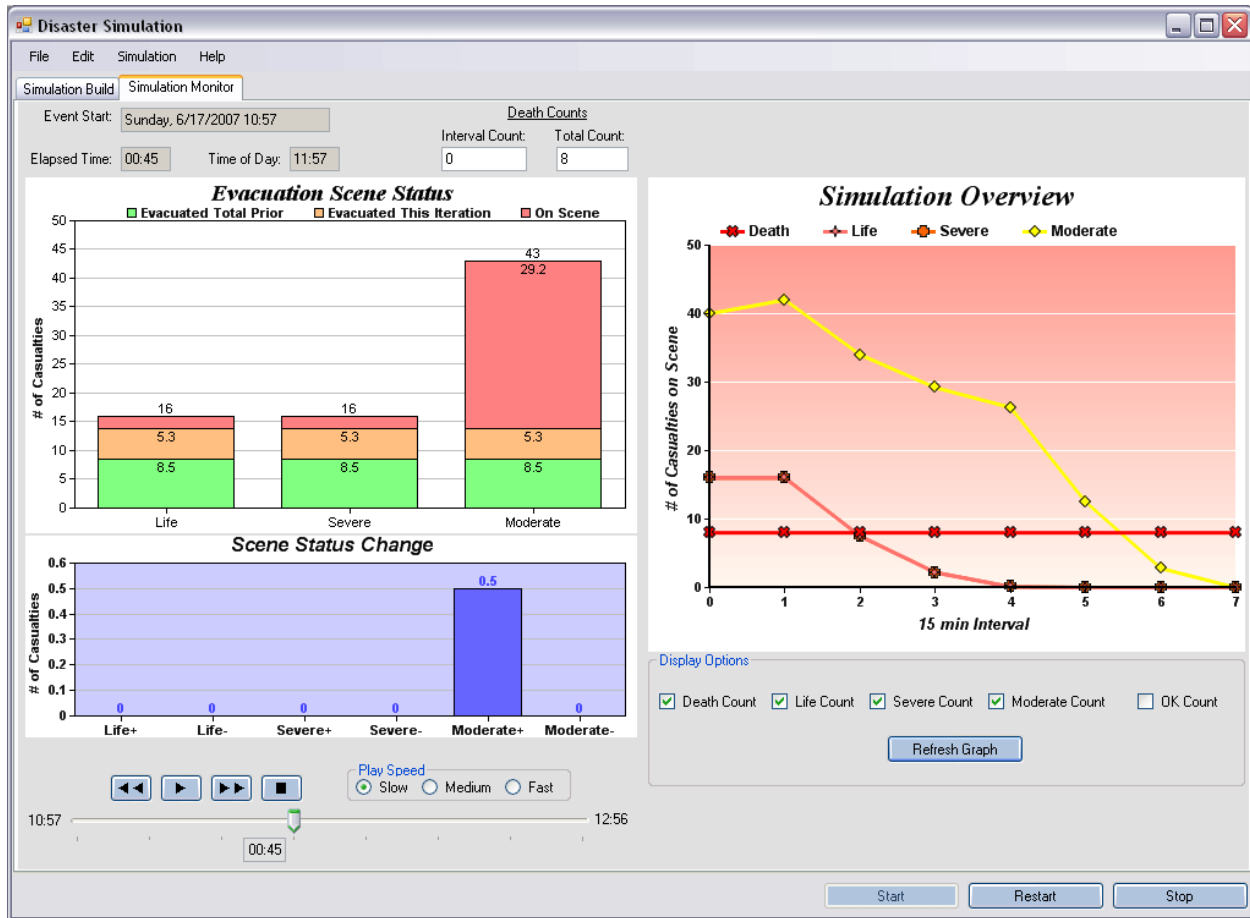 Disaster Simulation
File Edit Simulation Help
Simulation Build Simulation Monitor
Event Start: Sunday, 6/17/2007 10:57
Death Counts
Interval Count: Total Count:
Elapsed Time: 00:45 Time of Day: 11:57 0 8
Evacuation Scene Status
Evacuated Total Prior Evacuated This Iteration On Scene
# of Casualties
50
45
40
35
30
25
20
15
10
5
0
16
5.3
8.5
16
5.3
8.5
43
29.2
5.3
8.5
Life Severe Moderate
Scene Status Change
# of Casualties
0.6
0.5
0.4
0.3
0.2
0.1
0
0 0 0 0 0.5 0
Life+ Life- Severe+ Severe- Moderate+ Moderate-
Play Speed
Slow Medium Fast
10:57 12:56
00:45
Simulation Overview
Death Life Severe Moderate
# of Casualties on Scene
50
40
30
20
10
0
0 1 2 3 4 5 6 7
15 min Interval
Display Options
Death Count Life Count Severe Count Moderate Count OK Count
Refresh Graph
Start Restart Stop